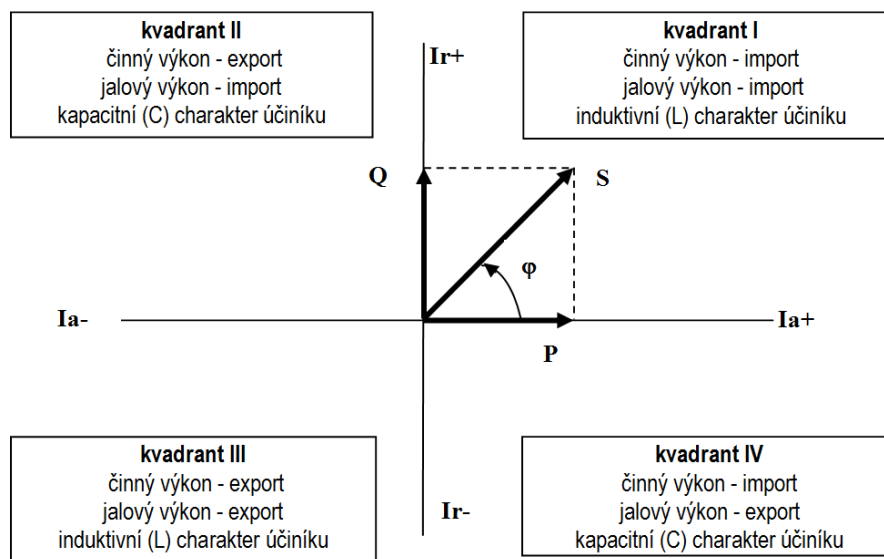 kvadrant II
činný výkon - export
jalový výkon - import
kapacitní (C) charakter účiníku
Ir+
kvadrant I
činný výkon - import
jalový výkon - import
induktivní (L) charakter účiníku
Q
S
φ
Ia-
Ia+
P
kvadrant III
činný výkon - export
jalový výkon - export
induktivní (L) charakter účiníku
Ir-
kvadrant IV
činný výkon - import
jalový výkon - export
kapacitní (C) charakter účiníku